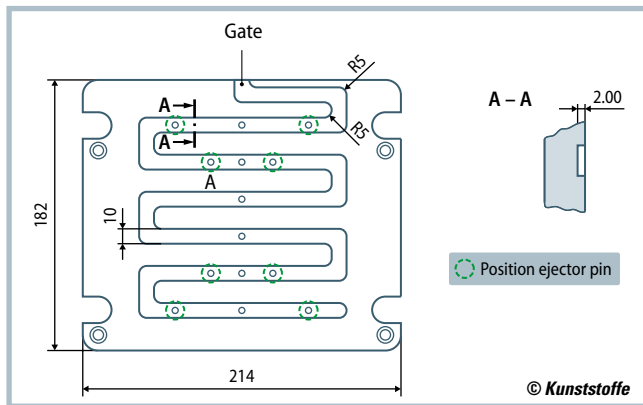 Gate
R5
A – A
2.00
A
R5
A
A
182
10
Position ejector pin
214
© Kunststoffe